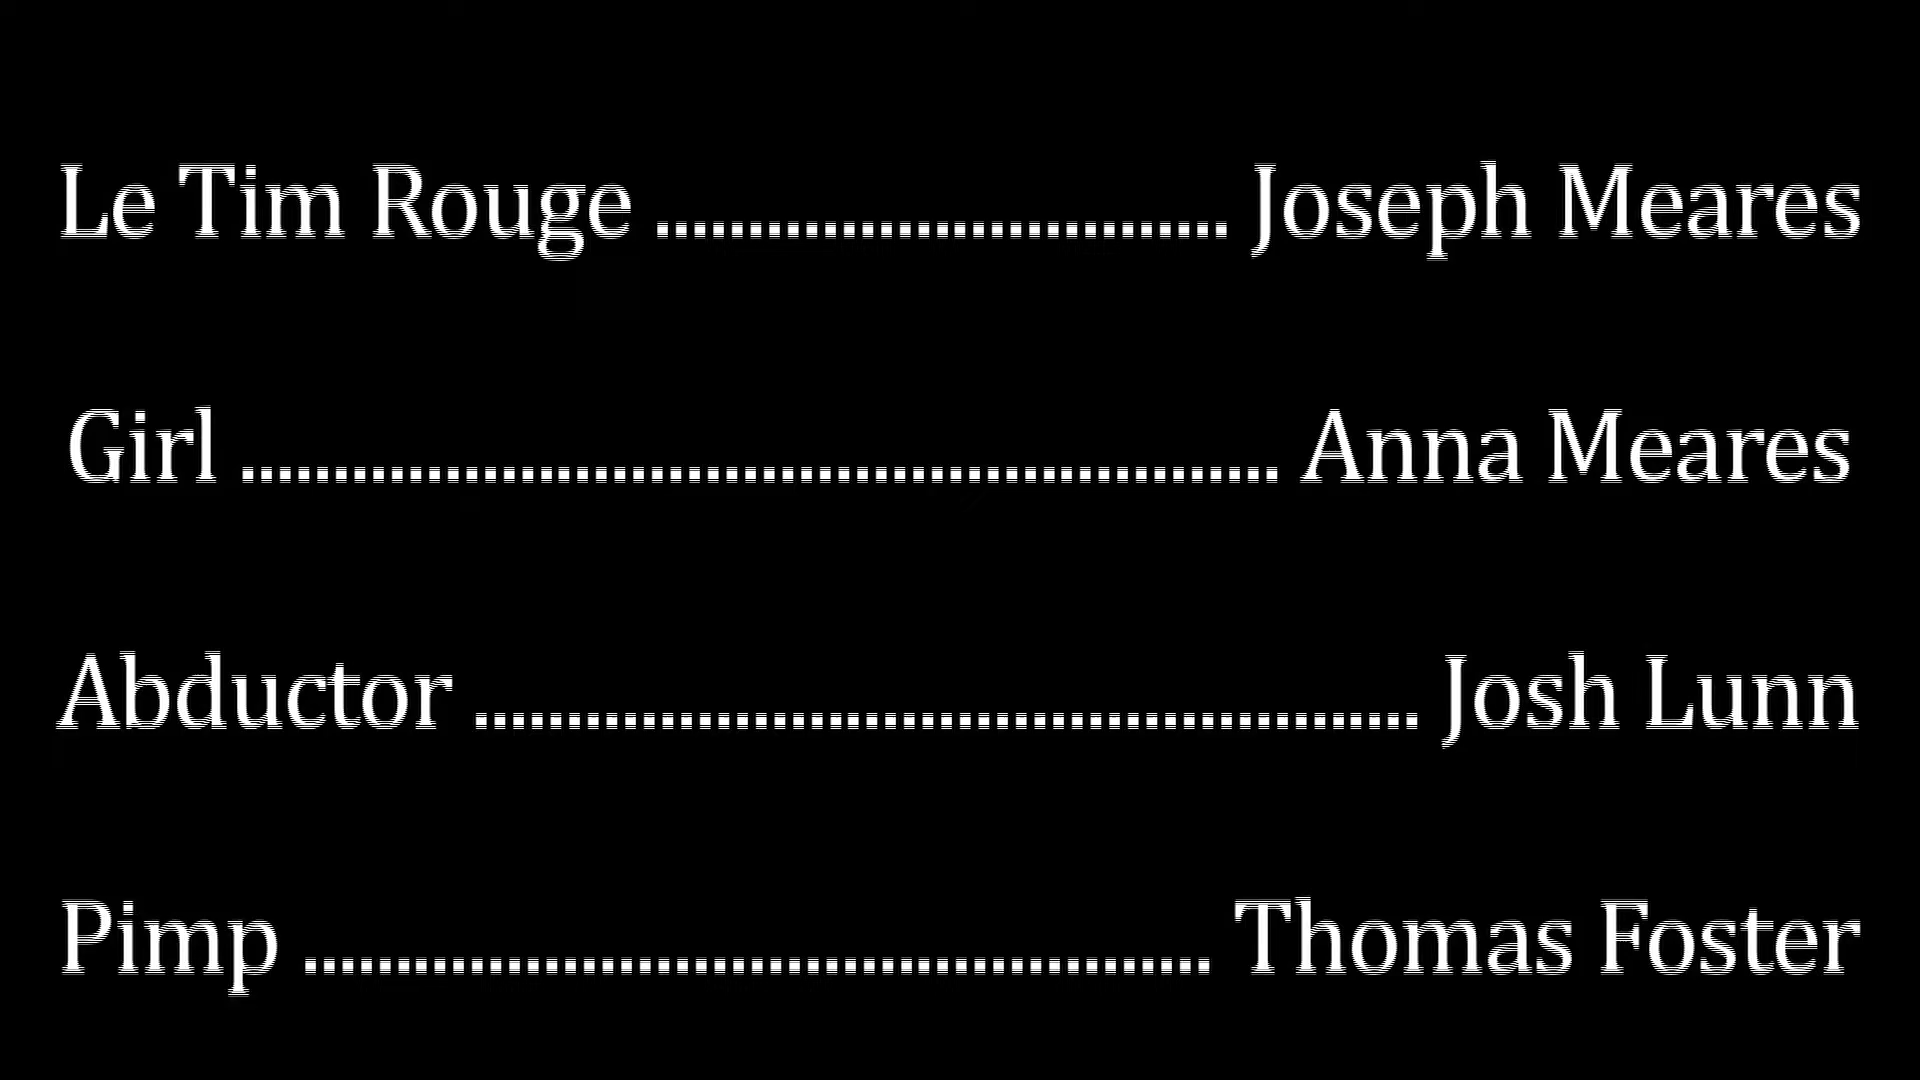 Le Tim Rouge ............................... Joseph Meares
Girl ........................................................ Anna Meares
Abductor ................................................... Josh Lunn
Pimp ................................................. Thomas Foster